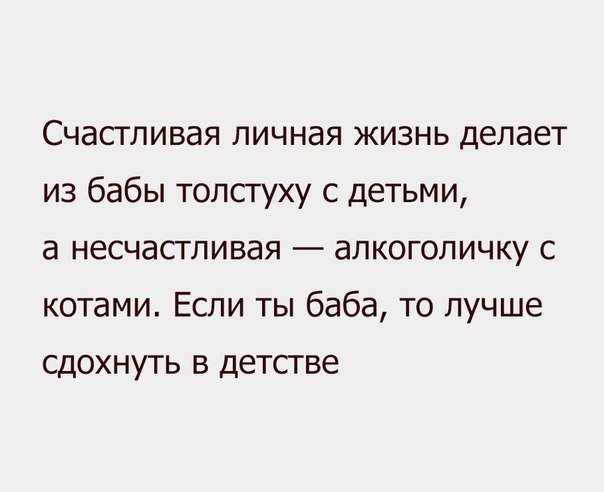 Счастливая личная жизнь делает
из бабы толстуху с детьми,
а несчастливая — алкоголичку с
котами. Если ты баба, то лучше
сдохнуть в детстве